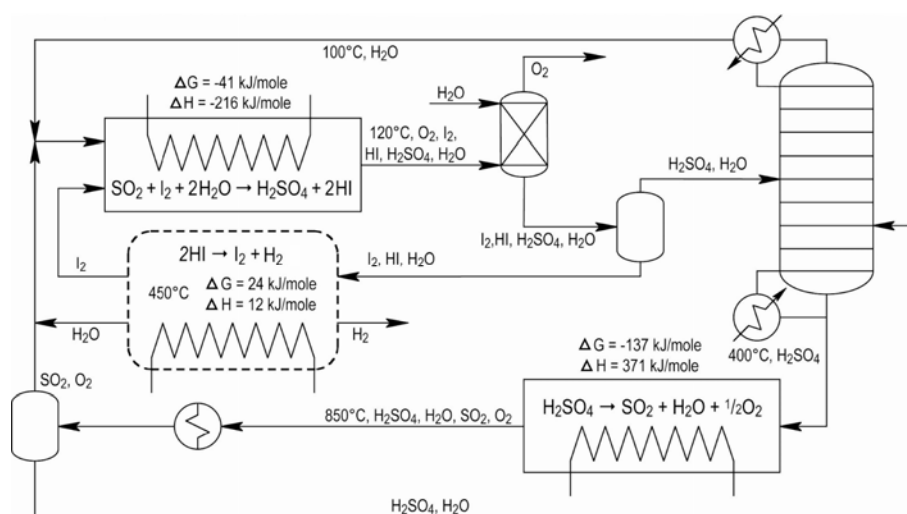 100°C, H₂O
ΔG = -41 kJ/mole
ΔH = -216 kJ/mole
O₂
H₂O
120°C, O₂, I₂,
HI, H₂SO₄, H₂O
SO₂ + I₂ + 2H₂O → H₂SO₄ + 2HI
H₂SO₄, H₂O
I₂,HI, H₂SO₄, H₂O
I₂
2HI → I₂ + H₂
I₂, HI, H₂O
450°C
ΔG = 24 kJ/mole
ΔH = 12 kJ/mole
H₂O
H₂
400°C, H₂SO₄
ΔG = -137 kJ/mole
ΔH = 371 kJ/mole
SO₂, O₂
850°C, H₂SO₄, H₂O, SO₂, O₂
H₂SO₄ → SO₂ + H₂O + ¹/₂O₂
H₂SO₄, H₂O